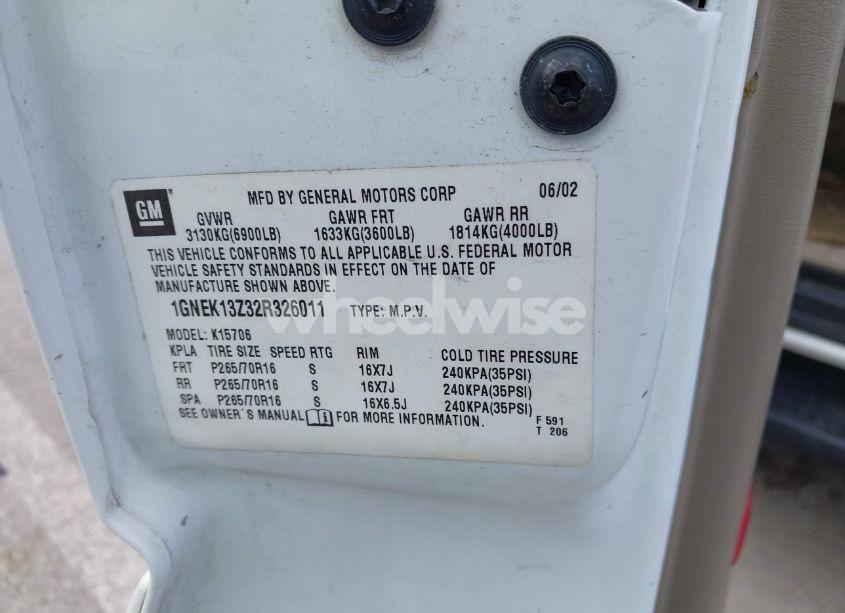 GM
MFD BY GENERAL MOTORS CORP 06/02
GVWR GAWR FRT GAWR RR
3130KG(6900LB) 1633KG(3600LB) 1814KG(4000LB)
THIS VEHICLE CONFORMS TO ALL APPLICABLE U.S. FEDERAL MOTOR
VEHICLE SAFETY STANDARDS IN EFFECT ON THE DATE OF
MANUFACTURE SHOWN ABOVE.
1GNEK13Z32R326011 TYPE: M.P.V.
wheelwise
MODEL: K15706
KPLA TIRE SIZE SPEED RTG RIM COLD TIRE PRESSURE
FRT P265/70R16 S 16X7J 240KPA(35PSI)
RR P265/70R16 S 16X7J 240KPA(35PSI)
SPA P265/70R16 S 16X6.5J 240KPA(35PSI)
SEE OWNER'S MANUAL FOR MORE INFORMATION.
F 591
T 206